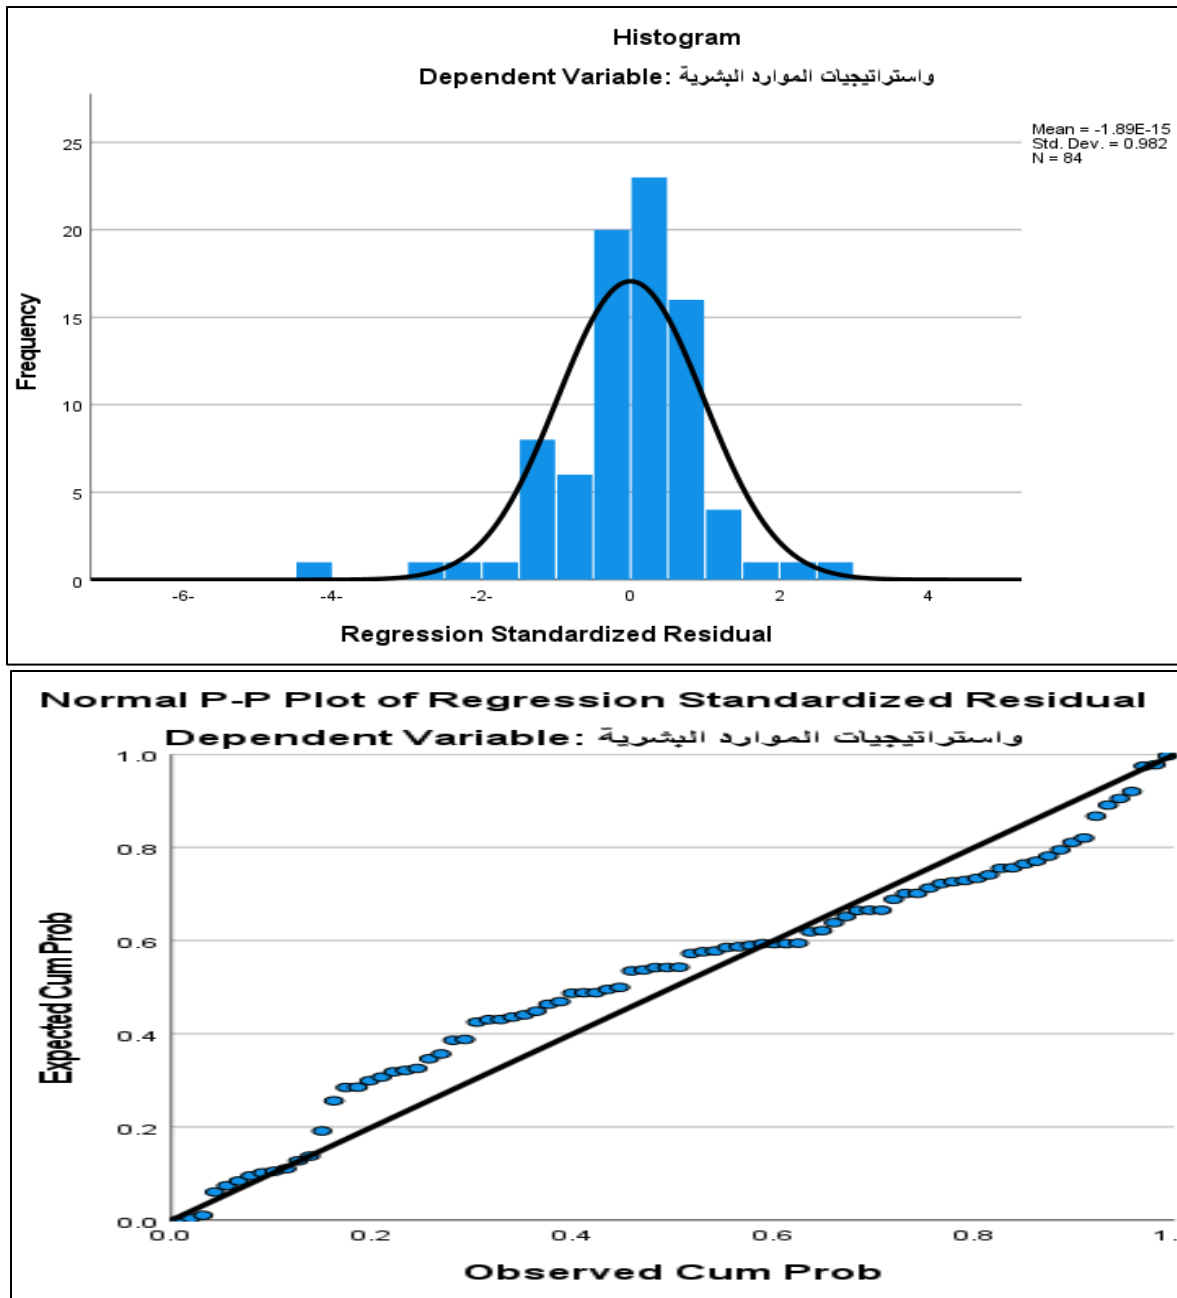 Histogram
Dependent Variable: واستراتيجيات الموارد البشرية
Mean = -1.89E-15
Std. Dev. = 0.982
N = 84
25
20
15
10
5
0
Frequency
-6-
-4-
-2-
0
2
4
Regression Standardized Residual
Normal P-P Plot of Regression Standardized Residual
Dependent Variable: واستراتيجيات الموارد البشرية
1.0
0.8
0.6
0.4
0.2
0.0
Expected Cum Prob
0.0
0.2
0.4
0.6
0.8
1.
Observed Cum Prob